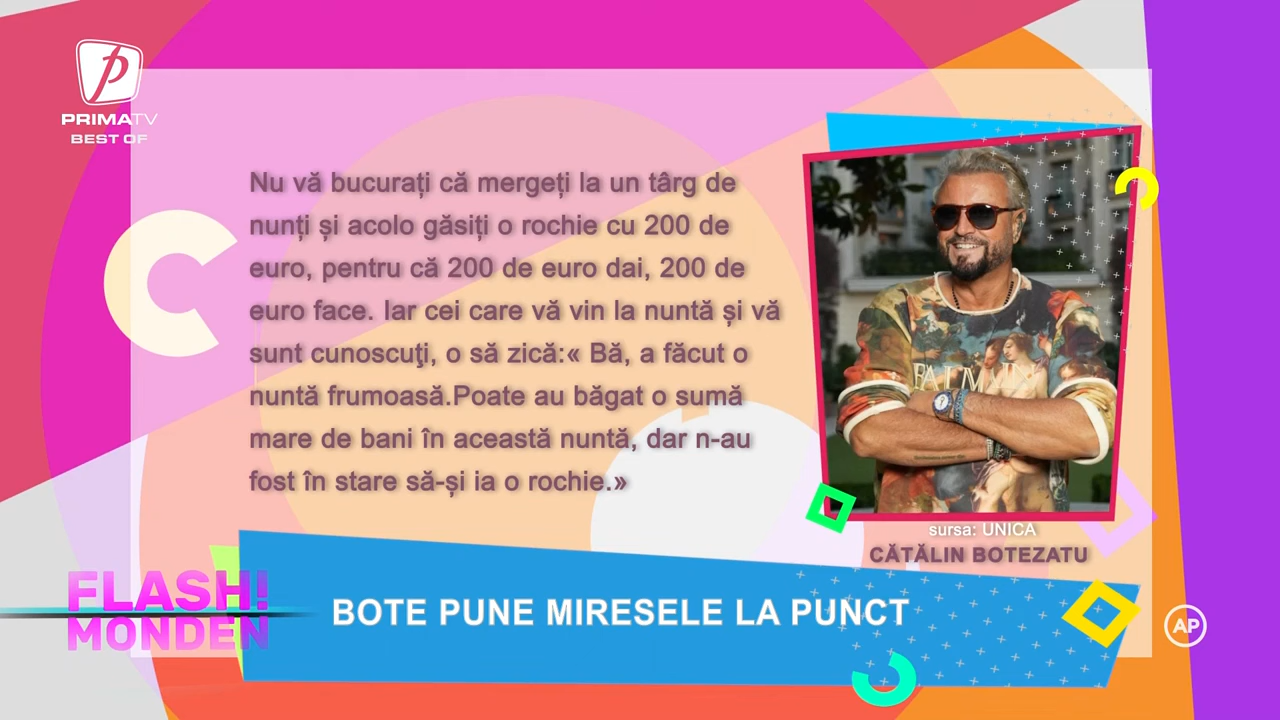 PRIMATV
BEST OF
Nu vă bucurați că mergeți la un târg de
nunți și acolo găsiți o rochie cu 200 de
euro, pentru că 200 de euro dai, 200 de
euro face. Iar cei care vă vin la nuntă și vă
sunt cunoscuţi, o să zică:« Bă, a făcut o
nuntă frumoasă.Poate au băgat o sumă
mare de bani în această nuntă, dar n-au
fost în stare să-și ia o rochie.»
BALMAIN
sursa: UNICA
CĂTĂLIN BOTEZATU
FLASH!
MONDEN
BOTE PUNE MIRESELE LA PUNCT
AP